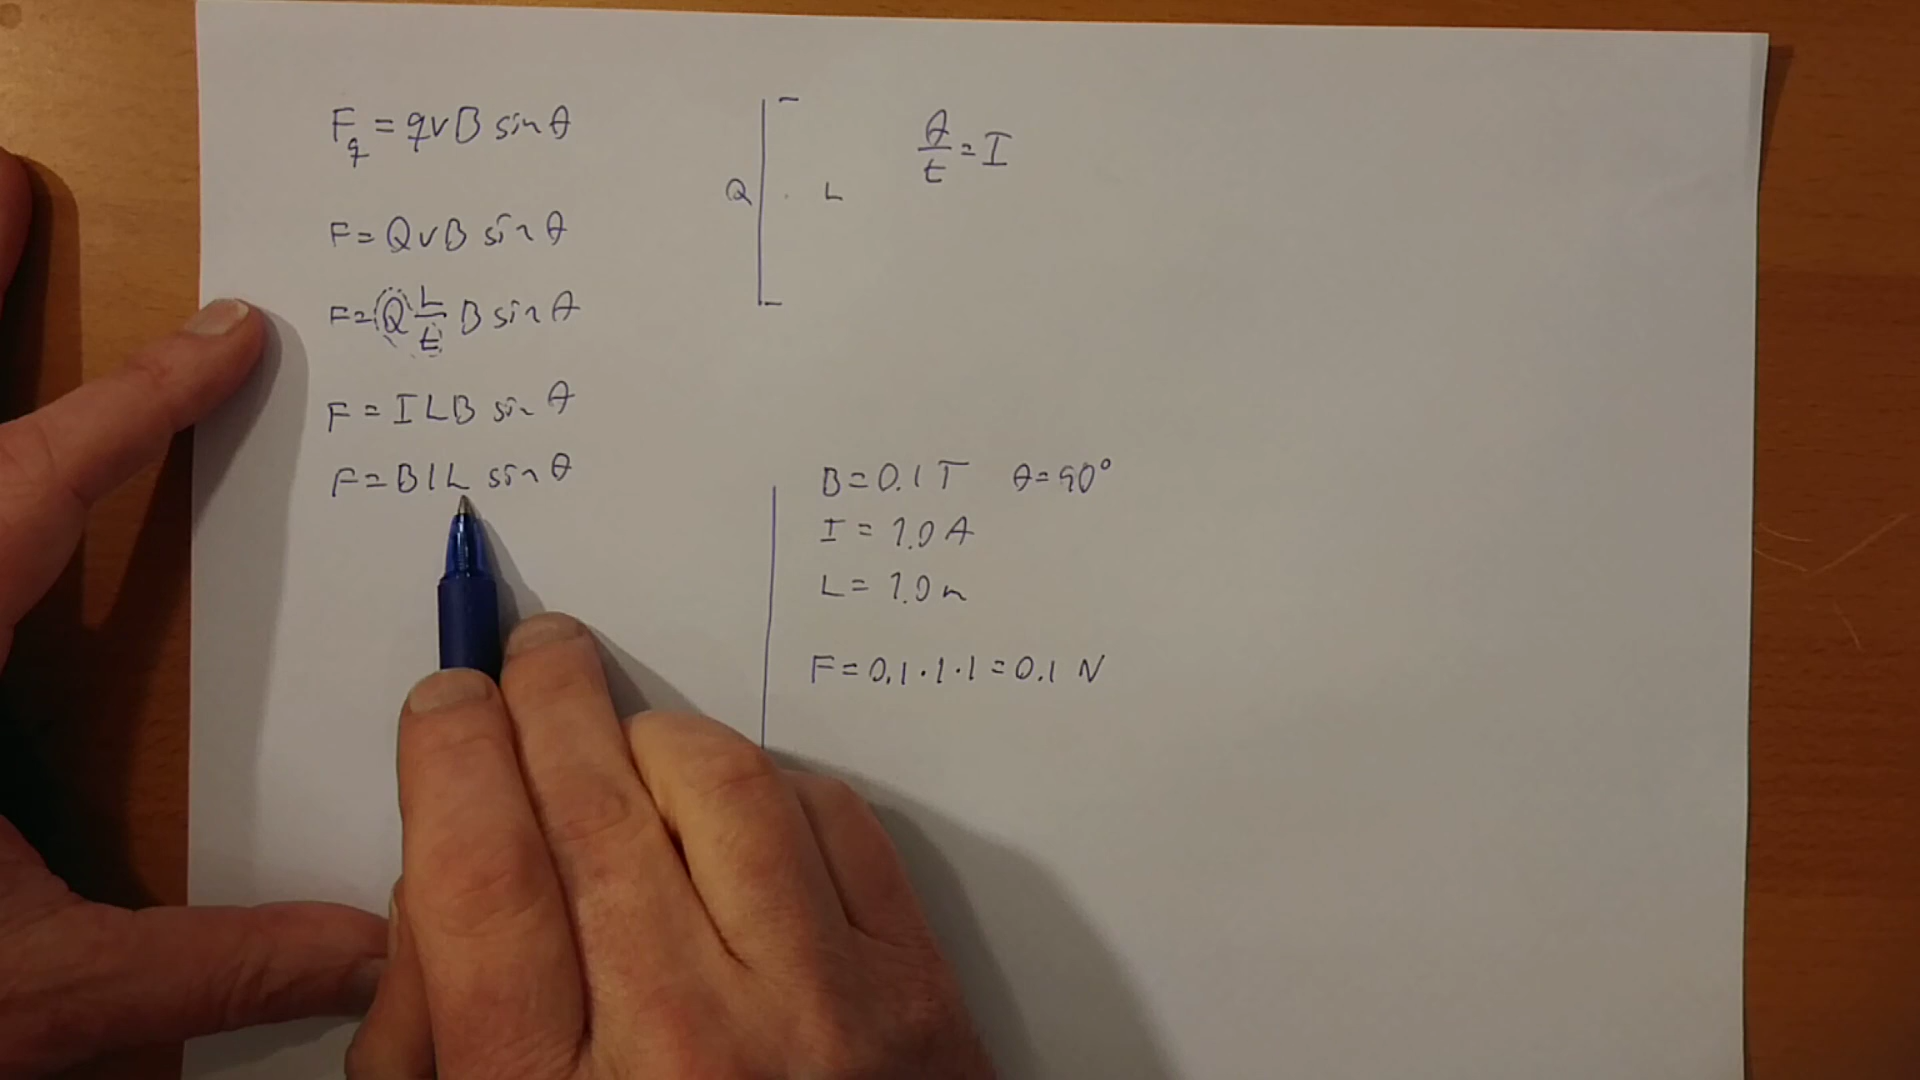 F_q = qvB sin θ
F = QvB sin θ
F = Q L/t B sin θ
F = ILB sin θ
F = BIL sin θ
Q L
θ/t = I
B = 0.1 T θ = 90°
I = 1.0 A
L = 1.0 m
F = 0.1 · 1 · 1 = 0.1 N